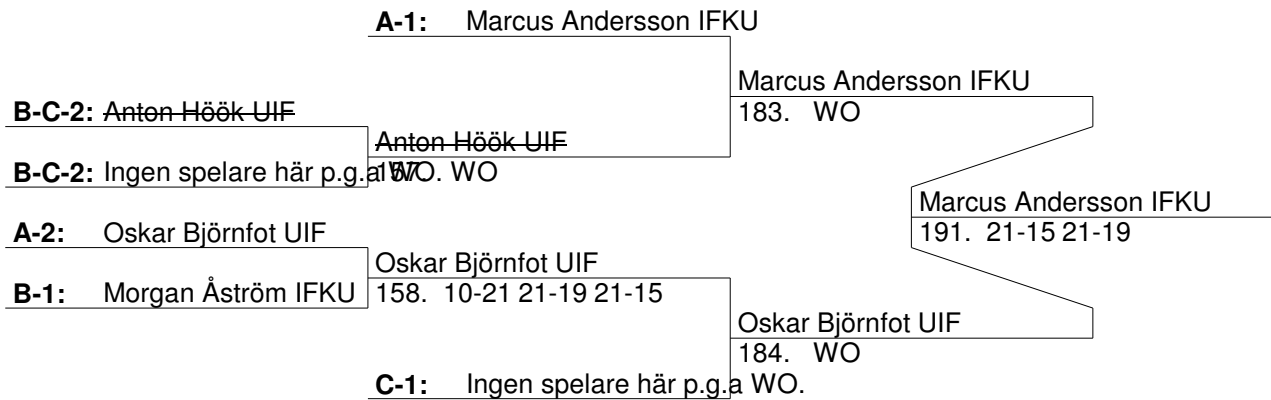 A-1: Marcus Andersson IFKU
Marcus Andersson IFKU
B-C-2: Anton Höök UIF
183. WO
Anton Höök UIF
B-C-2: Ingen spelare här p.g.a WO.
157. WO
Marcus Andersson IFKU
A-2: Oskar Björnfot UIF
191. 21-15 21-19
Oskar Björnfot UIF
B-1: Morgan Åström IFKU
158. 10-21 21-19 21-15
Oskar Björnfot UIF
184. WO
C-1: Ingen spelare här p.g.a WO.